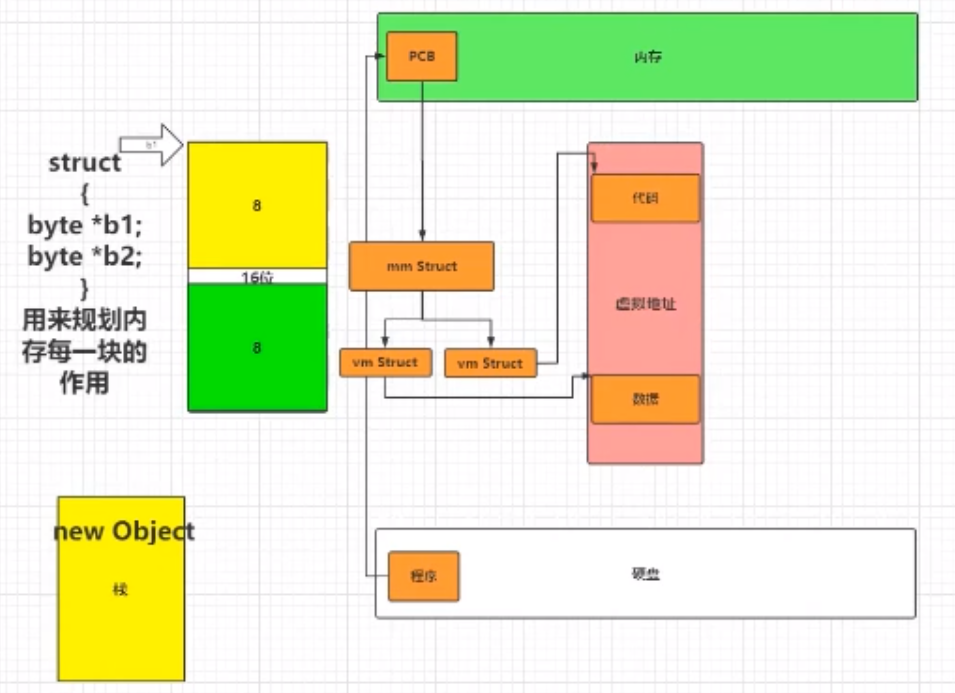 PCB
内存
b1
struct
{
byte *b1;
byte *b2;
}
用来规划内
存每一块的
作用
8
16位
8
mm Struct
vm Struct
vm Struct
代码
虚拟地址
数据
new Object
栈
程序
硬盘